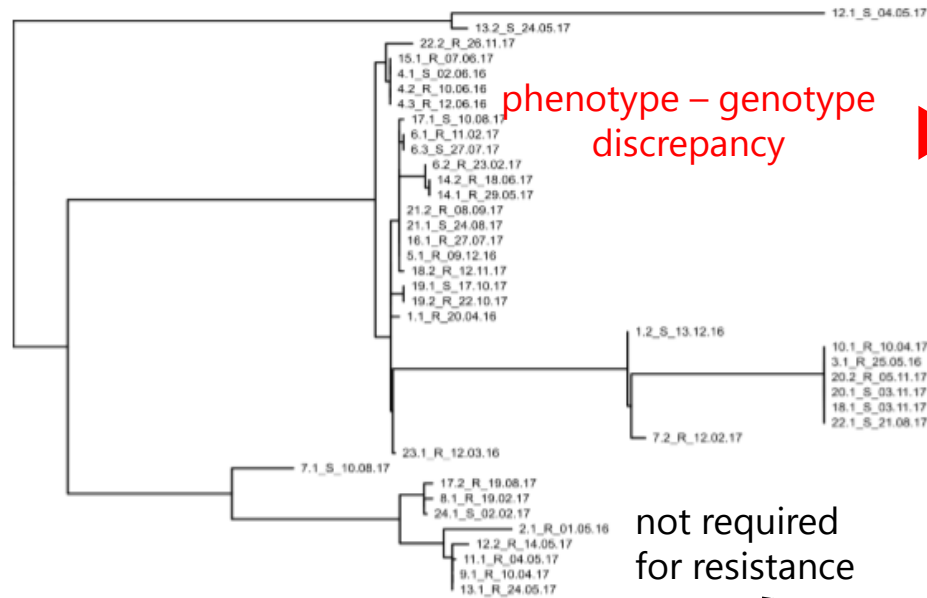 12.1_S_04.05.17
13.2_S_24.05.17
22.2_R_26.11.17
15.1_R_07.06.17
4.1_S_02.06.16
4.2_R_10.06.16
4.3_R_12.06.16
phenotype – genotype
discrepancy
17.1_S_10.08.17
6.1_R_11.02.17
6.3_S_27.07.17
6.2_R_23.02.17
14.2_R_18.06.17
14.1_R_29.05.17
21.2_R_08.09.17
21.1_S_24.08.17
16.1_R_27.07.17
5.1_R_09.12.16
18.2_R_12.11.17
19.1_S_17.10.17
19.2_R_22.10.17
1.1_R_20.04.16
1.2_S_13.12.16
10.1_R_10.04.17
3.1_R_25.05.16
20.2_R_05.11.17
20.1_S_03.11.17
18.1_S_03.11.17
22.1_S_21.08.17
7.2_R_12.02.17
23.1_R_12.03.16
7.1_S_10.08.17
17.2_R_19.08.17
8.1_R_19.02.17
24.1_S_02.02.17
2.1_R_01.05.16
12.2_R_14.05.17
11.1_R_04.05.17
9.1_R_10.04.17
13.1_R_24.05.17
not required
for resistance